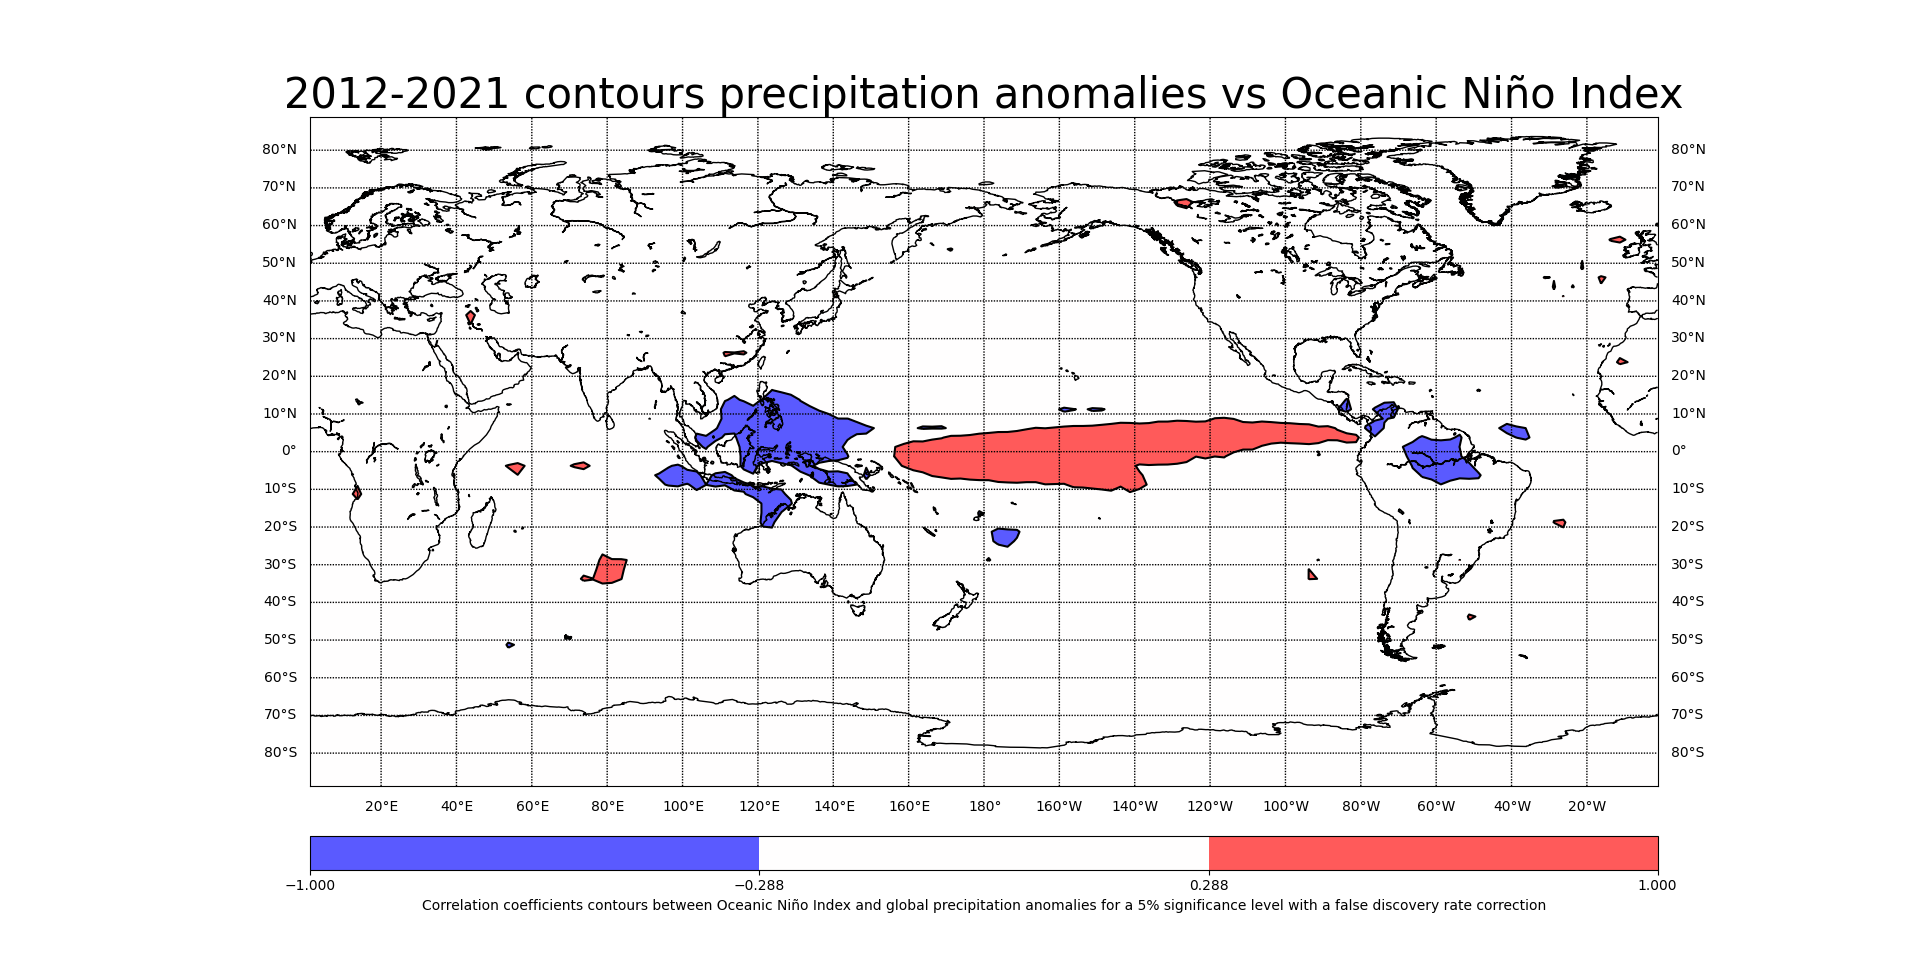 2012-2021 contours precipitation anomalies vs Oceanic Niño Index
80°N 80°N
70°N 70°N
60°N 60°N
50°N 50°N
40°N 40°N
30°N 30°N
20°N 20°N
10°N 10°N
0° 0°
10°S 10°S
20°S 20°S
30°S 30°S
40°S 40°S
50°S 50°S
60°S 60°S
70°S 70°S
80°S 80°S
20°E 40°E 60°E 80°E 100°E 120°E 140°E 160°E 180° 160°W 140°W 120°W 100°W 80°W 60°W 40°W 20°W
−1.000 −0.288 0.288 1.000
Correlation coefficients contours between Oceanic Niño Index and global precipitation anomalies for a 5% significance level with a false discovery rate correction